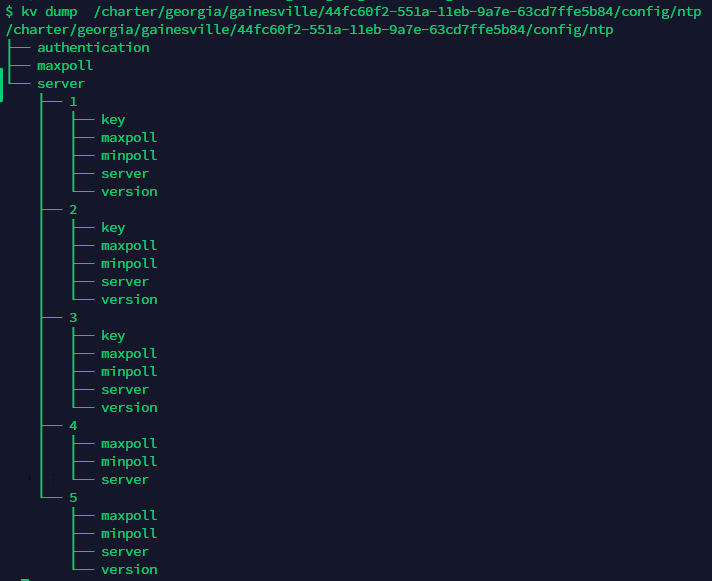 $ kv dump  /charter/georgia/gainesville/44fc60f2-551a-11eb-9a7e-63cd7ffe5b84/config/ntp
/charter/georgia/gainesville/44fc60f2-551a-11eb-9a7e-63cd7ffe5b84/config/ntp
├── authentication
├── maxpoll
└── server
    ├── 1
    │   ├── key
    │   ├── maxpoll
    │   ├── minpoll
    │   ├── server
    │   └── version
    ├── 2
    │   ├── key
    │   ├── maxpoll
    │   ├── minpoll
    │   ├── server
    │   └── version
    ├── 3
    │   ├── key
    │   ├── maxpoll
    │   ├── minpoll
    │   ├── server
    │   └── version
    ├── 4
    │   ├── maxpoll
    │   ├── minpoll
    │   └── server
    └── 5
        ├── maxpoll
        ├── minpoll
        ├── server
        └── version